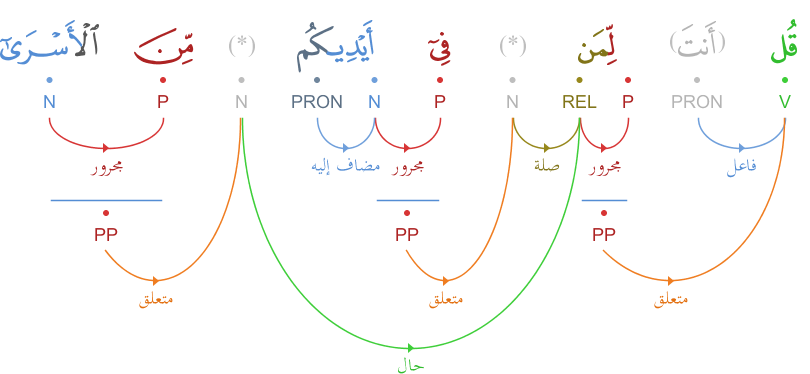 قُل (أَنتَ) لِّمَن (*) فِىٓ أَيْدِيكُم (*) مِّنَ ٱلْأَسْرَىٰٓ
V PRON P REL N P N PRON N P N
فاعل مجرور صلة مجرور مضاف إليه مجرور
PP PP PP
متعلق متعلق متعلق
حال